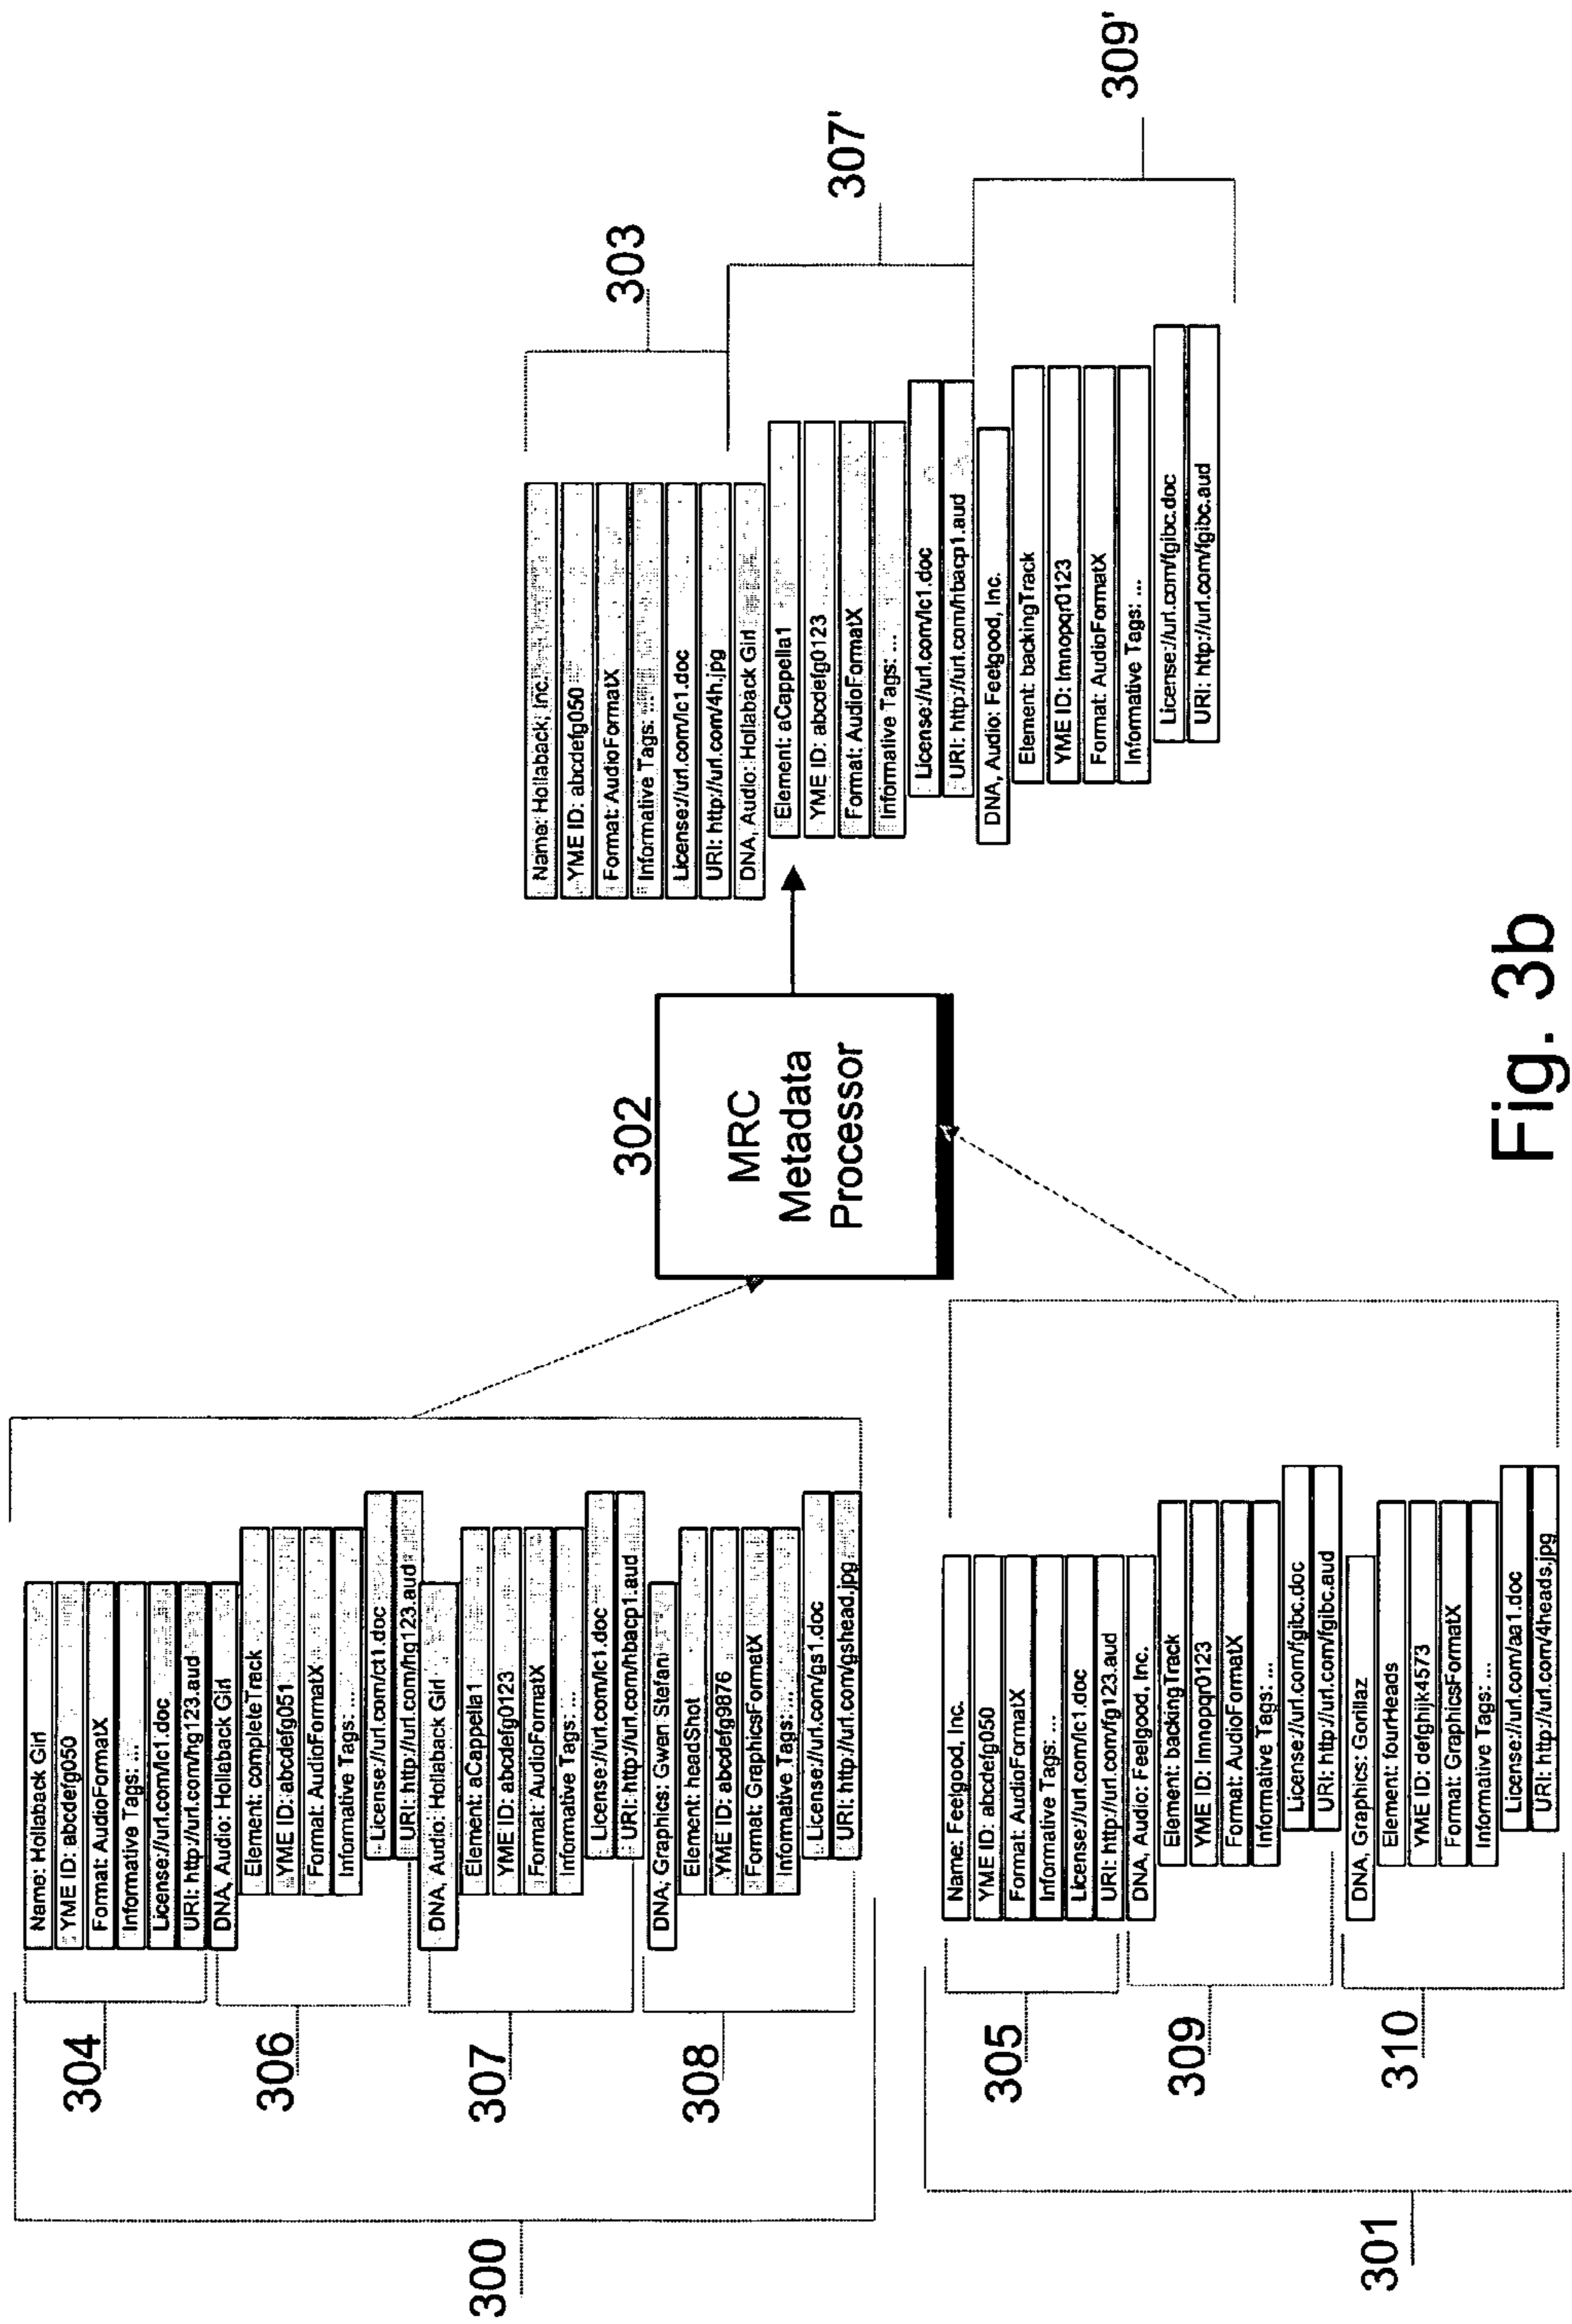 300
304
Name: Hollaback Girl
YME ID: abcdefg050
Format: AudioFormatX
Informative Tags: ...
License://url.com/lc1.doc
URI: http://url.com/hg123.aud
306
DNA, Audio: Hollaback Girl
Element: completeTrack
YME ID: abcdefg051
Format: AudioFormatX
Informative Tags: ...
License://url.com/ct1.doc
URI: http://url.com/hg123.aud
307
DNA, Audio: Hollaback Girl
Element: aCappella1
YME ID: abcdefg0123
Format: AudioFormatX
Informative Tags: ...
License://url.com/lc1.doc
URI: http://url.com/hbacp1.aud
308
DNA, Graphics: Gwen Stefani
Element: headShot
YME ID: abcdefg9876
Format: GraphicsFormatX
Informative Tags: ...
License://url.com/gs1.doc
URI: http://url.com/gshead.jpg
301
305
Name: Feelgood, Inc.
YME ID: abcdefg050
Format: AudioFormatX
Informative Tags: ...
License://url.com/lc1.doc
URI: http://url.com/fg123.aud
309
DNA, Audio: Feelgood, Inc.
Element: backingTrack
YME ID: lmnopqr0123
Format: AudioFormatX
Informative Tags: ...
License://url.com/fgibc.doc
URI: http://url.com/fgibc.aud
310
DNA, Graphics: Gorillaz
Element: fourHeads
YME ID: defghijk4573
Format: GraphicsFormatX
Informative Tags: ...
License://url.com/aa1.doc
URI: http://url.com/4heads.jpg
302
MRC
Metadata
Processor
303
Name: Hollaback, Inc.
YME ID: abcdefg050
Format: AudioFormatX
Informative Tags: ...
License://url.com/lc1.doc
URI: http://url.com/4h.jpg
307'
DNA, Audio: Hollaback Girl
Element: aCappella1
YME ID: abcdefg0123
Format: AudioFormatX
Informative Tags: ...
License://url.com/lc1.doc
URI: http://url.com/hbacp1.aud
309'
DNA, Audio: Feelgood, Inc.
Element: backingTrack
YME ID: lmnopqr0123
Format: AudioFormatX
Informative Tags: ...
License://url.com/fgibc.doc
URI: http://url.com/fgibc.aud
Fig. 3b